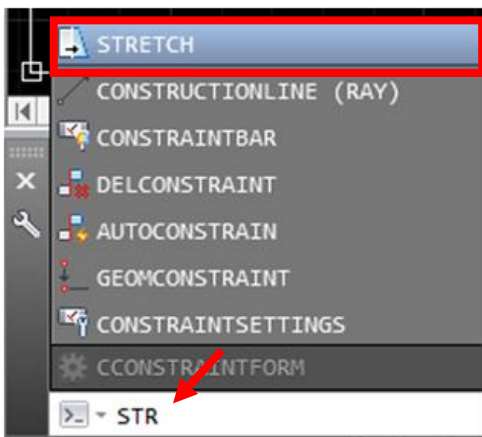 STRETCH
CONSTRUCTIONLINE (RAY)
CONSTRAINTBAR
DELCONSTRAINT
AUTOCONSTRAIN
GEOMCONSTRAINT
CONSTRAINTSETTINGS
CCONSTRAINTFORM
STR